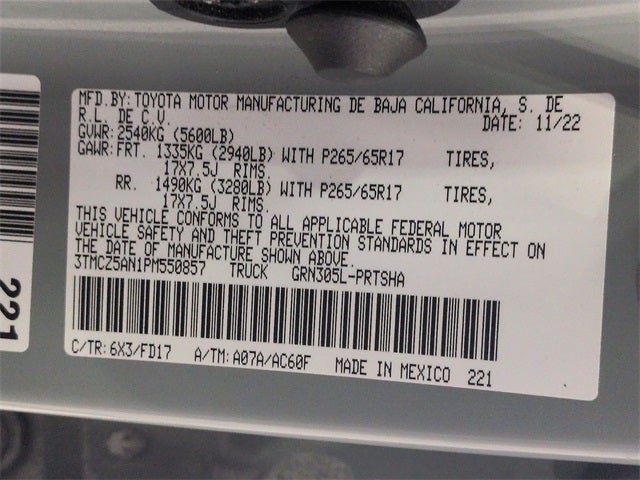 MFD.BY: TOYOTA MOTOR MANUFACTURING DE BAJA CALIFORNIA, S. DE
R.L. DE C.V. DATE: 11/22
GVWR: 2540KG (5600LB)
GAWR: FRT. 1335KG (2940LB) WITH P265/65R17 TIRES,
17X7.5J RIMS.
RR. 1490KG (3280LB) WITH P265/65R17 TIRES,
17X7.5J RIMS.
THIS VEHICLE CONFORMS TO ALL APPLICABLE FEDERAL MOTOR
VEHICLE SAFETY AND THEFT PREVENTION STANDARDS IN EFFECT ON
THE DATE OF MANUFACTURE SHOWN ABOVE.
3TMCZ5AN1PM550857 TRUCK GRN305L-PRTSHA
C/TR: 6X3/FD17 A/TM: A07A/AC60F MADE IN MEXICO 221
221